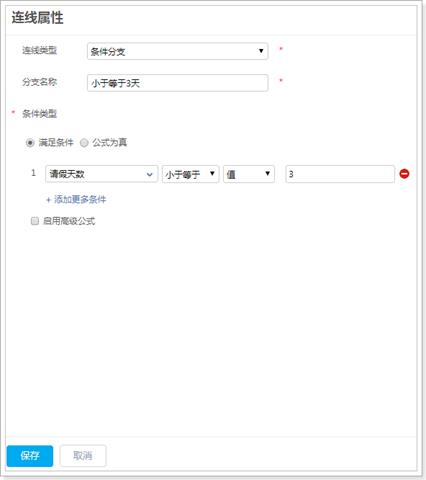 连线属性
连线类型 条件分支 *
分支名称 小于等于3天 *
* 条件类型
满足条件 公式为真
1 请假天数 小于等于 值 3
+ 添加更多条件
启用高级公式
保存 取消